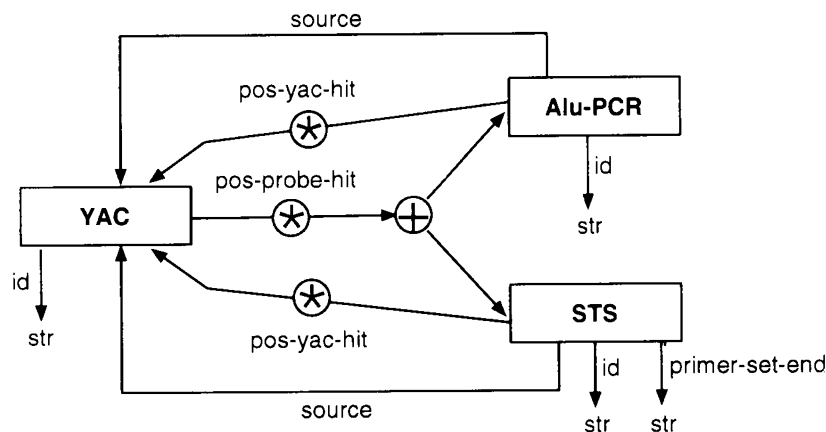 source
pos-yac-hit
Alu-PCR
id
str
pos-probe-hit
YAC
id
str
pos-yac-hit
STS
id
primer-set-end
str
str
source